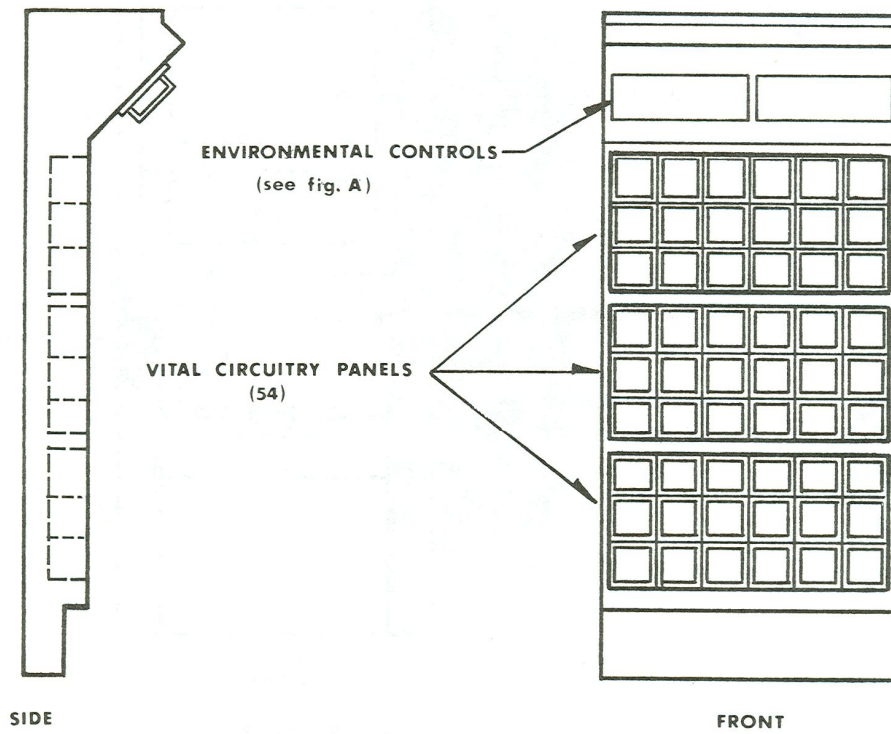 ENVIRONMENTAL CONTROLS
(see fig. A)
VITAL CIRCUITRY PANELS
(54)
SIDE
FRONT